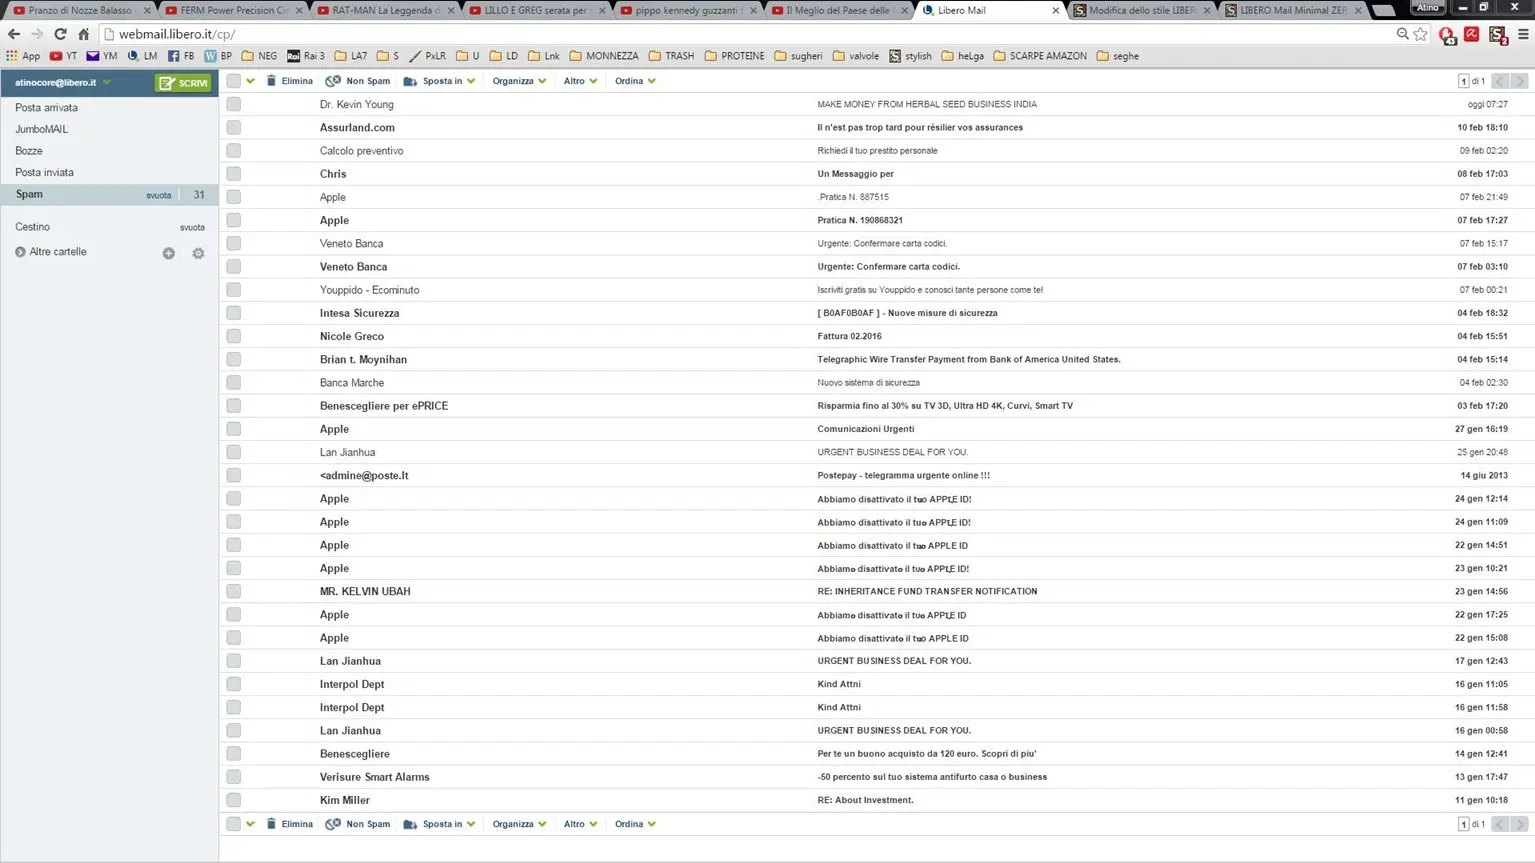 Pranzo di Nozze Balasso
FERM Power Precision Ci
RAT-MAN La Leggenda d
LILLO E GREG serata per
pippo kennedy guzzanti
Il Meglio del Paese delle
Libero Mail
Modifica dello stile LIBER
LIBERO Mail Minimal ZER
Atino
webmail.libero.it/cp/
App YT YM LM FB BP NEG Rai 3 LA7 S PxLR U LD Lnk MONNEZZA TRASH PROTEINE sugheri valvole stylish heLga SCARPE AMAZON seghe
atinocore@libero.it SCRIVI
Elimina Non Spam Sposta in Organizza Altro Ordina 1 di 1
Posta arrivata
JumboMAIL
Bozze
Posta inviata
Spam svuota 31
Cestino svuota
Altre cartelle
Dr. Kevin Young MAKE MONEY FROM HERBAL SEED BUSINESS INDIA oggi 07:27
Assurland.com Il n'est pas trop tard pour résilier vos assurances 10 feb 18:10
Calcolo preventivo Richiedi il tuo prestito personale 09 feb 02:20
Chris Un Messaggio per 08 feb 17:03
Apple .Pratica N. 887515 07 feb 21:49
Apple Pratica N. 190868321 07 feb 17:27
Veneto Banca Urgente: Confermare carta codici. 07 feb 15:17
Veneto Banca Urgente: Confermare carta codici. 07 feb 03:10
Youppido - Ecominuto Iscriviti gratis su Youppido e conosci tante persone come te! 07 feb 00:21
Intesa Sicurezza [ B0AF0B0AF ] - Nuove misure di sicurezza 04 feb 18:32
Nicole Greco Fattura 02.2016 04 feb 15:51
Brian t. Moynihan Telegraphic Wire Transfer Payment from Bank of America United States. 04 feb 15:14
Banca Marche Nuovo sistema di sicurezza 04 feb 02:30
Benescegliere per ePRICE Risparmia fino al 30% su TV 3D, Ultra HD 4K, Curvi, Smart TV 03 feb 17:20
Apple Comunicazioni Urgenti 27 gen 16:19
Lan Jianhua URGENT BUSINESS DEAL FOR YOU. 25 gen 20:48
<admine@poste.lt Postepay - telegramma urgente online !!! 14 giu 2013
Apple Abbiamo disattivato il tuo APPLE ID! 24 gen 12:14
Apple Abbiamo disattivato il tuo APPLE ID! 24 gen 11:09
Apple Abbiamo disattivato il tuo APPLE ID 22 gen 14:51
Apple Abbiamo disattivato il tuo APPLE ID! 23 gen 10:21
MR. KELVIN UBAH RE: INHERITANCE FUND TRANSFER NOTIFICATION 23 gen 14:56
Apple Abbiamo disattivato il tuo APPLE ID 22 gen 17:25
Apple Abbiamo disattivato il tuo APPLE ID 22 gen 15:08
Lan Jianhua URGENT BUSINESS DEAL FOR YOU. 17 gen 12:43
Interpol Dept Kind Attni 16 gen 11:05
Interpol Dept Kind Attni 16 gen 11:58
Lan Jianhua URGENT BUSINESS DEAL FOR YOU. 16 gen 00:58
Benescegliere Per te un buono acquisto da 120 euro. Scopri di piu' 14 gen 12:41
Verisure Smart Alarms -50 percento sul tuo sistema antifurto casa o business 13 gen 17:47
Kim Miller RE: About Investment. 11 gen 10:18
Elimina Non Spam Sposta in Organizza Altro Ordina 1 di 1